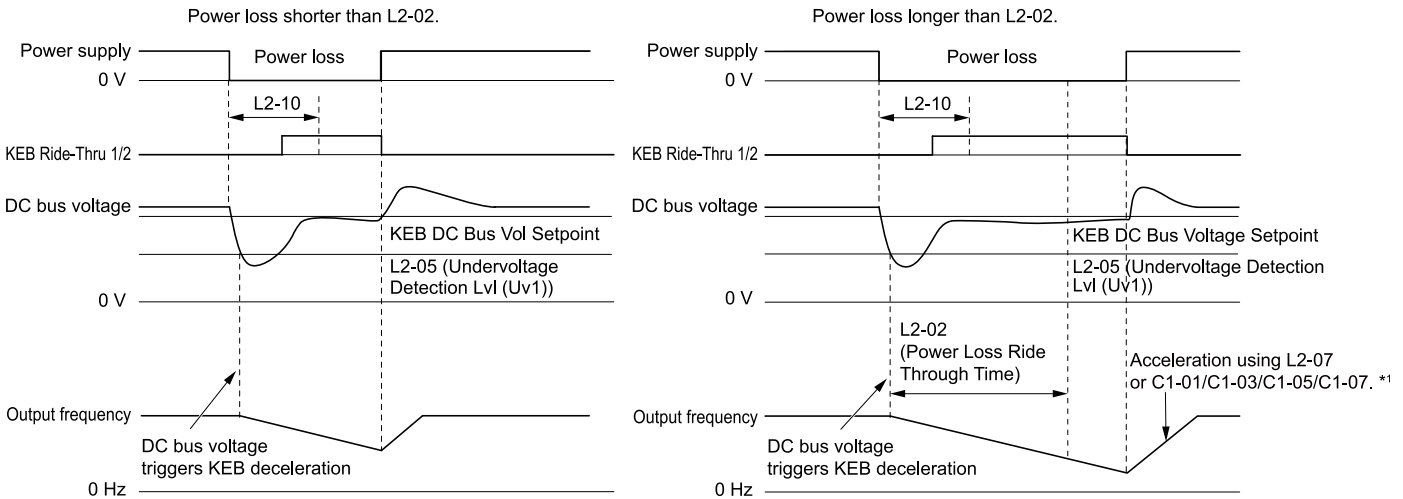 Power loss shorter than L2-02.
Power supply
Power loss
0 V
L2-10
KEB Ride-Thru 1/2
DC bus voltage
KEB DC Bus Vol Setpoint
L2-05 (Undervoltage
Detection Lvl (Uv1))
0 V
Output frequency
DC bus voltage
triggers KEB deceleration
0 Hz
Power loss longer than L2-02.
Power supply
Power loss
0 V
L2-10
KEB Ride-Thru 1/2
DC bus voltage
KEB DC Bus Voltage Setpoint
L2-05 (Undervoltage Detection
Lvl (Uv1))
0 V
L2-02
(Power Loss Ride
Through Time)
Acceleration using L2-07
or C1-01/C1-03/C1-05/C1-07. *1
Output frequency
DC bus voltage
triggers KEB deceleration
0 Hz